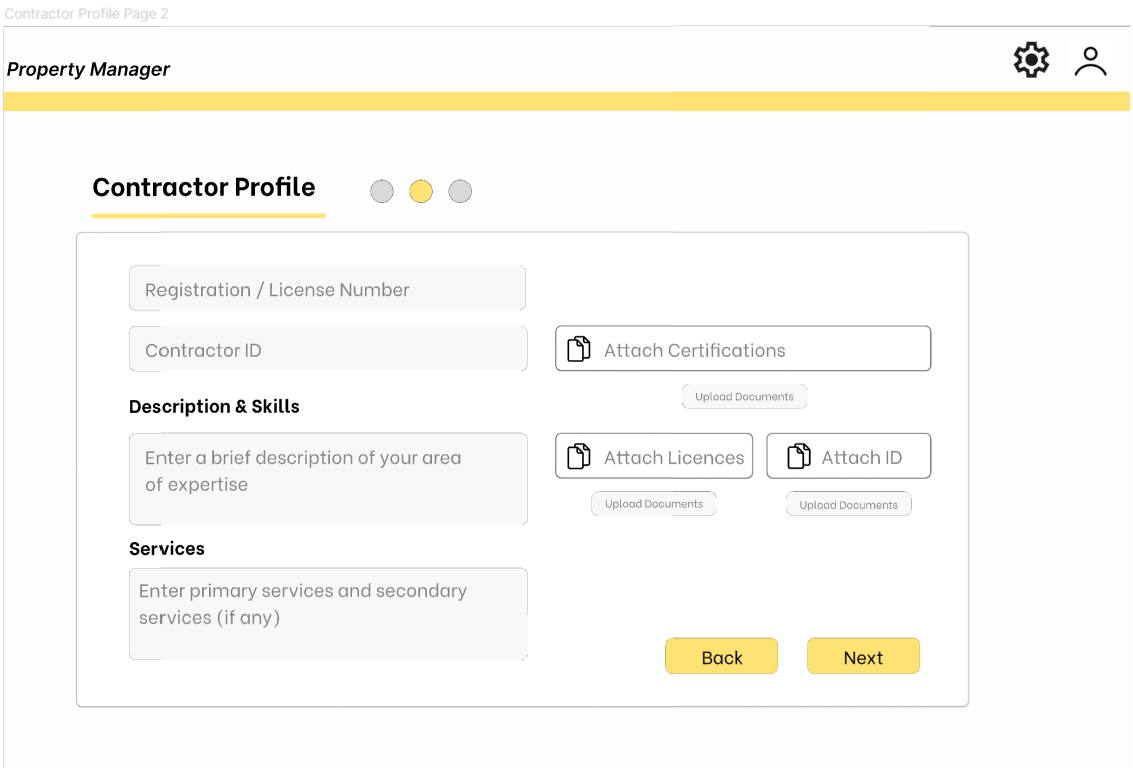 Contractor Profile Page 2
Property Manager
Contractor Profile
Registration / License Number
Contractor ID
Attach Certifications
Upload Documents
Description & Skills
Enter a brief description of your area
of expertise
Attach Licences
Attach ID
Upload Documents
Upload Documents
Services
Enter primary services and secondary
services (if any)
Back
Next